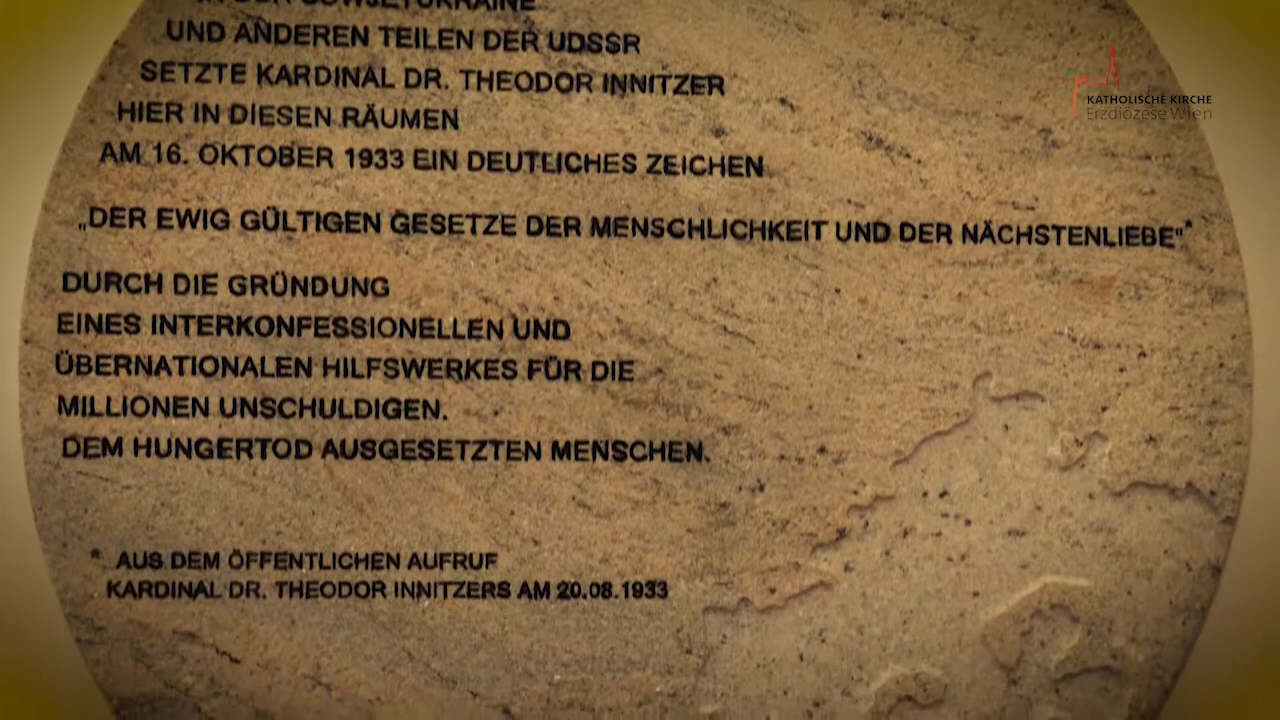 IN DER SOWJETUKRAINE
UND ANDEREN TEILEN DER UDSSR
SETZTE KARDINAL DR. THEODOR INNITZER
HIER IN DIESEN RÄUMEN
AM 16. OKTOBER 1933 EIN DEUTLICHES ZEICHEN
„DER EWIG GÜLTIGEN GESETZE DER MENSCHLICHKEIT UND DER NÄCHSTENLIEBE"*
DURCH DIE GRÜNDUNG
EINES INTERKONFESSIONELLEN UND
ÜBERNATIONALEN HILFSWERKES FÜR DIE
MILLIONEN UNSCHULDIGEN.
DEM HUNGERTOD AUSGESETZTEN MENSCHEN.
* AUS DEM ÖFFENTLICHEN AUFRUF
KARDINAL DR. THEODOR INNITZERS AM 20.08.1933
KATHOLISCHE KIRCHE
Erzdiözese Wien